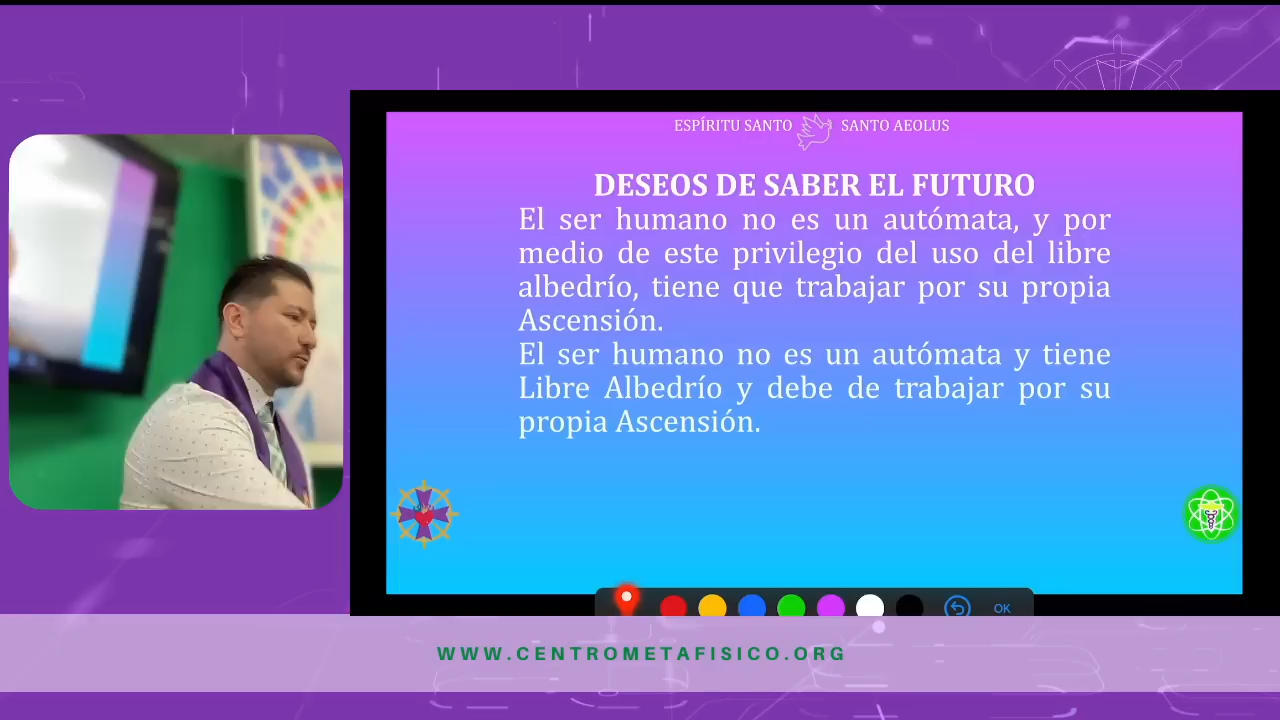 ESPÍRITU SANTO SANTO AEOLUS
DESEOS DE SABER EL FUTURO
El ser humano no es un autómata, y por
medio de este privilegio del uso del libre
albedrío, tiene que trabajar por su propia
Ascensión.
El ser humano no es un autómata y tiene
Libre Albedrío y debe de trabajar por su
propia Ascensión.
OK
WWW.CENTROMETAFISICO.ORG